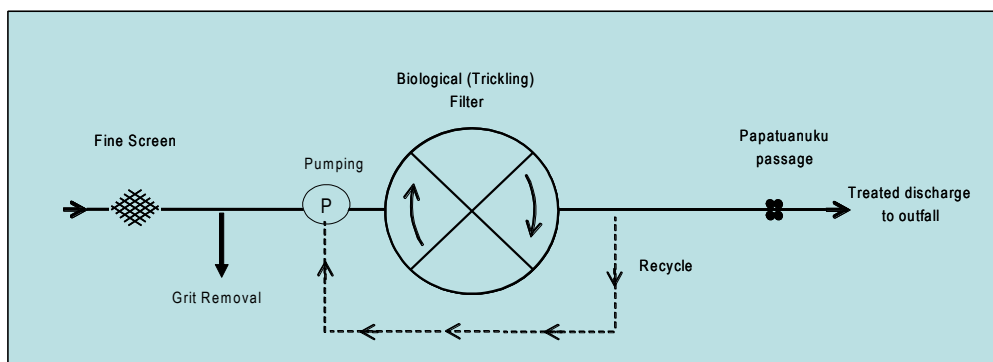 Biological (Trickling)
Filter
Fine Screen
Pumping
Papatuanuku
passage
P
Treated discharge
to outfall
Recycle
Grit Removal